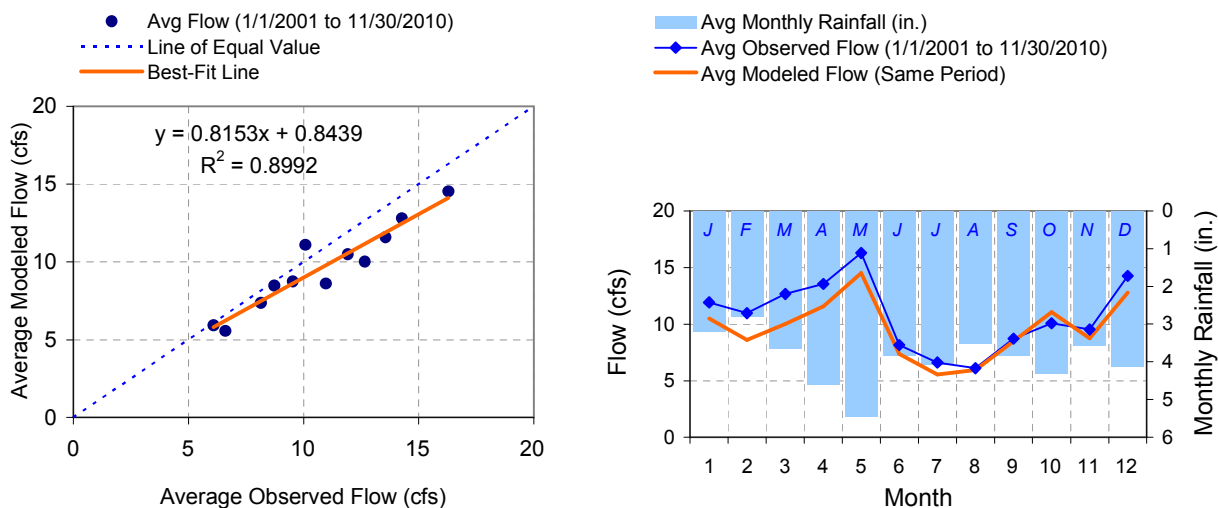 Avg Flow (1/1/2001 to 11/30/2010)
Line of Equal Value
Best-Fit Line
y = 0.8153x + 0.8439
R² = 0.8992
Average Modeled Flow (cfs)
20
15
10
5
0
0 5 10 15 20
Average Observed Flow (cfs)
Avg Monthly Rainfall (in.)
Avg Observed Flow (1/1/2001 to 11/30/2010)
Avg Modeled Flow (Same Period)
J F M A M J J A S O N D
Flow (cfs)
20
15
10
5
0
Monthly Rainfall (in.)
0
1
2
3
4
5
6
1 2 3 4 5 6 7 8 9 10 11 12
Month